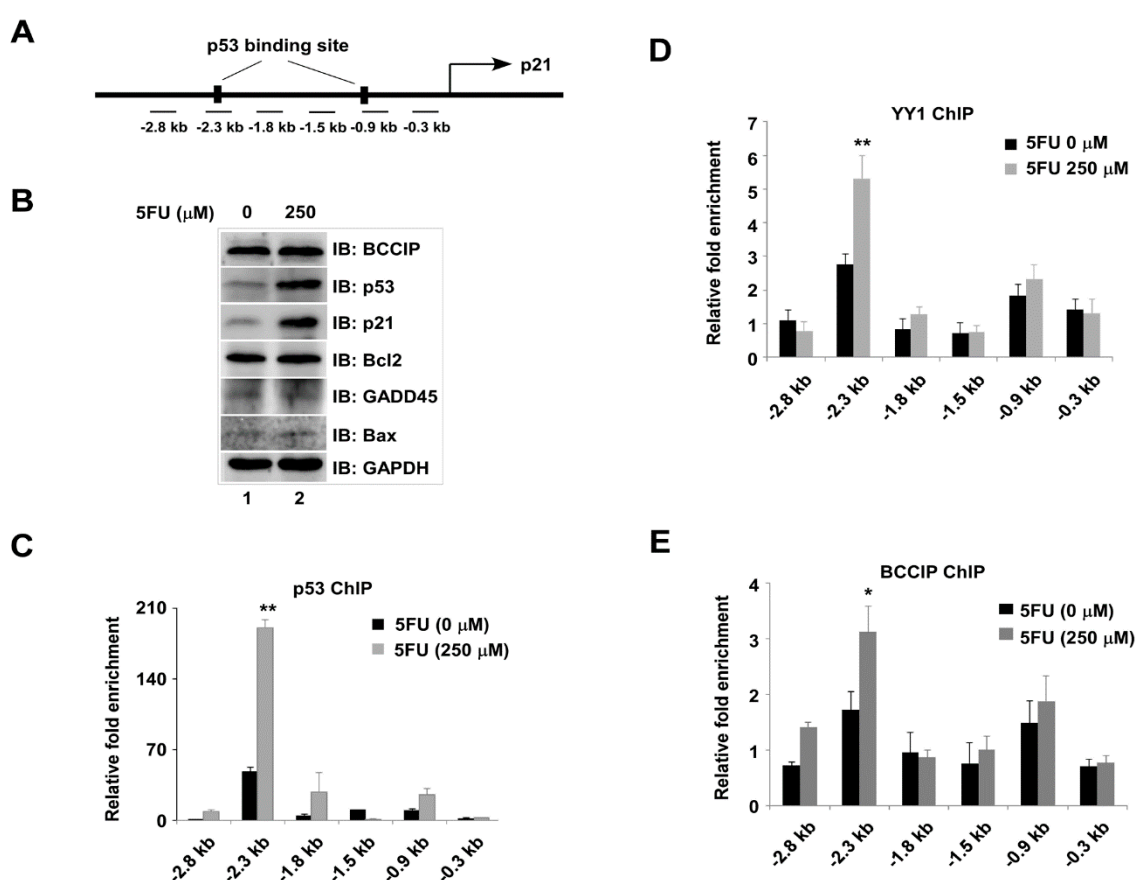 A
p53 binding site
p21
-2.8 kb -2.3 kb -1.8 kb -1.5 kb -0.9 kb -0.3 kb
B
5FU (μM) 0 250
IB: BCCIP
IB: p53
IB: p21
IB: Bcl2
IB: GADD45
IB: Bax
IB: GAPDH
1 2
C
p53 ChIP
Relative fold enrichment
210
140
70
0
**
5FU (0 μM)
5FU (250 μM)
-2.8 kb
-2.3 kb
-1.8 kb
-1.5 kb
-0.9 kb
-0.3 kb
D
YY1 ChIP
Relative fold enrichment
7
6
5
4
3
2
1
0
**
5FU 0 μM
5FU 250 μM
-2.8 kb
-2.3 kb
-1.8 kb
-1.5 kb
-0.9 kb
-0.3 kb
E
BCCIP ChIP
Relative fold enrichment
4
3
2
1
0
*
5FU (0 μM)
5FU (250 μM)
-2.8 kb
-2.3 kb
-1.8 kb
-1.5 kb
-0.9 kb
-0.3 kb